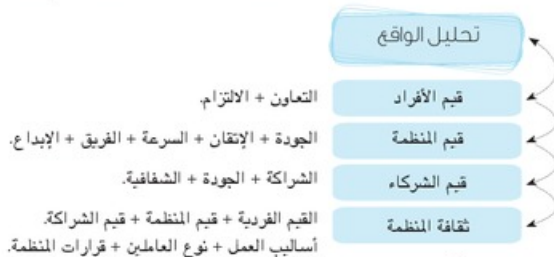 تحليل الواقع
قيم الأفراد
التعاون + الالتزام.
قيم المنظمة
الجودة + الإتقان + السرعة + الفريق + الإبداع.
قيم الشركاء
الشراكة + الجودة + الشفافية.
ثقافة المنظمة
القيم الفردية + قيم المنظمة + قيم الشراكة.
أساليب العمل + نوع العاملين + قرارات المنظمة.